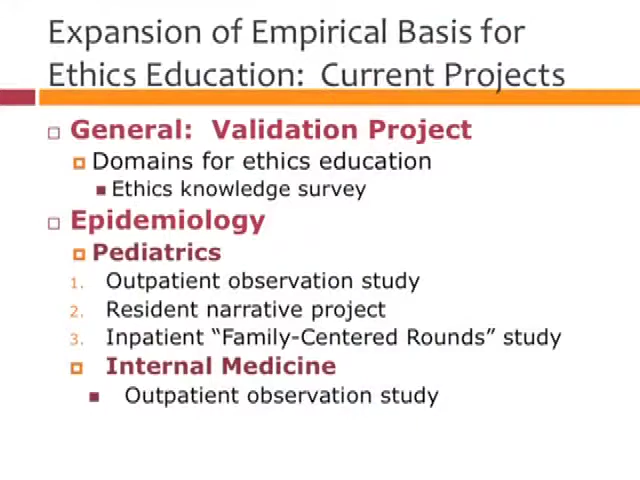 Expansion of Empirical Basis for
Ethics Education: Current Projects
General: Validation Project
Domains for ethics education
Ethics knowledge survey
Epidemiology
Pediatrics
1. Outpatient observation study
2. Resident narrative project
3. Inpatient “Family-Centered Rounds” study
Internal Medicine
Outpatient observation study